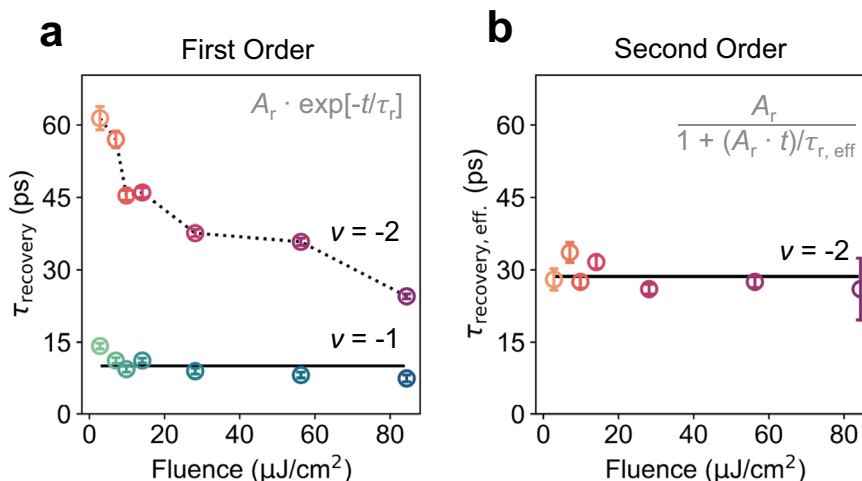 a
First Order
A_r · exp[-t/τ_r]
τ_recovery (ps)
60
45
30
15
0
ν = -2
ν = -1
0 20 40 60 80
Fluence (μJ/cm²)
b
Second Order
A_r
1 + (A_r · t)/τ_r, eff
τ_recovery, eff. (ps)
60
45
30
15
0
ν = -2
0 20 40 60 80
Fluence (μJ/cm²)